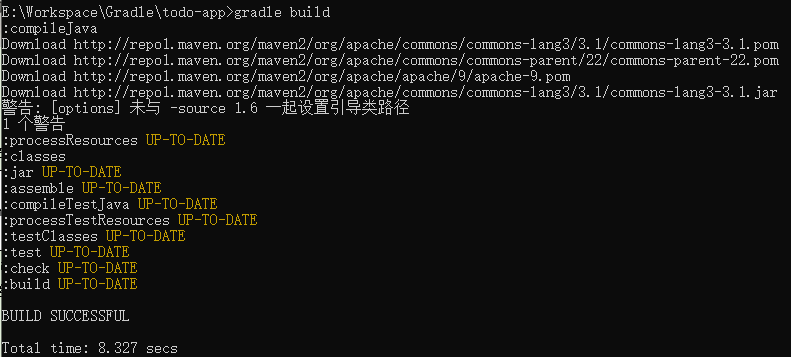 E:\Workspace\Gradle\todo-app>gradle build
:compileJava
Download http://repo1.maven.org/maven2/org/apache/commons/commons-lang3/3.1/commons-lang3-3.1.pom
Download http://repo1.maven.org/maven2/org/apache/commons/commons-parent/22/commons-parent-22.pom
Download http://repo1.maven.org/maven2/org/apache/apache/9/apache-9.pom
Download http://repo1.maven.org/maven2/org/apache/commons/commons-lang3/3.1/commons-lang3-3.1.jar
警告: [options] 未与 -source 1.6 一起设置引导类路径
1 个警告
:processResources UP-TO-DATE
:classes
:jar UP-TO-DATE
:assemble UP-TO-DATE
:compileTestJava UP-TO-DATE
:processTestResources UP-TO-DATE
:testClasses UP-TO-DATE
:test UP-TO-DATE
:check UP-TO-DATE
:build UP-TO-DATE
BUILD SUCCESSFUL
Total time: 8.327 secs